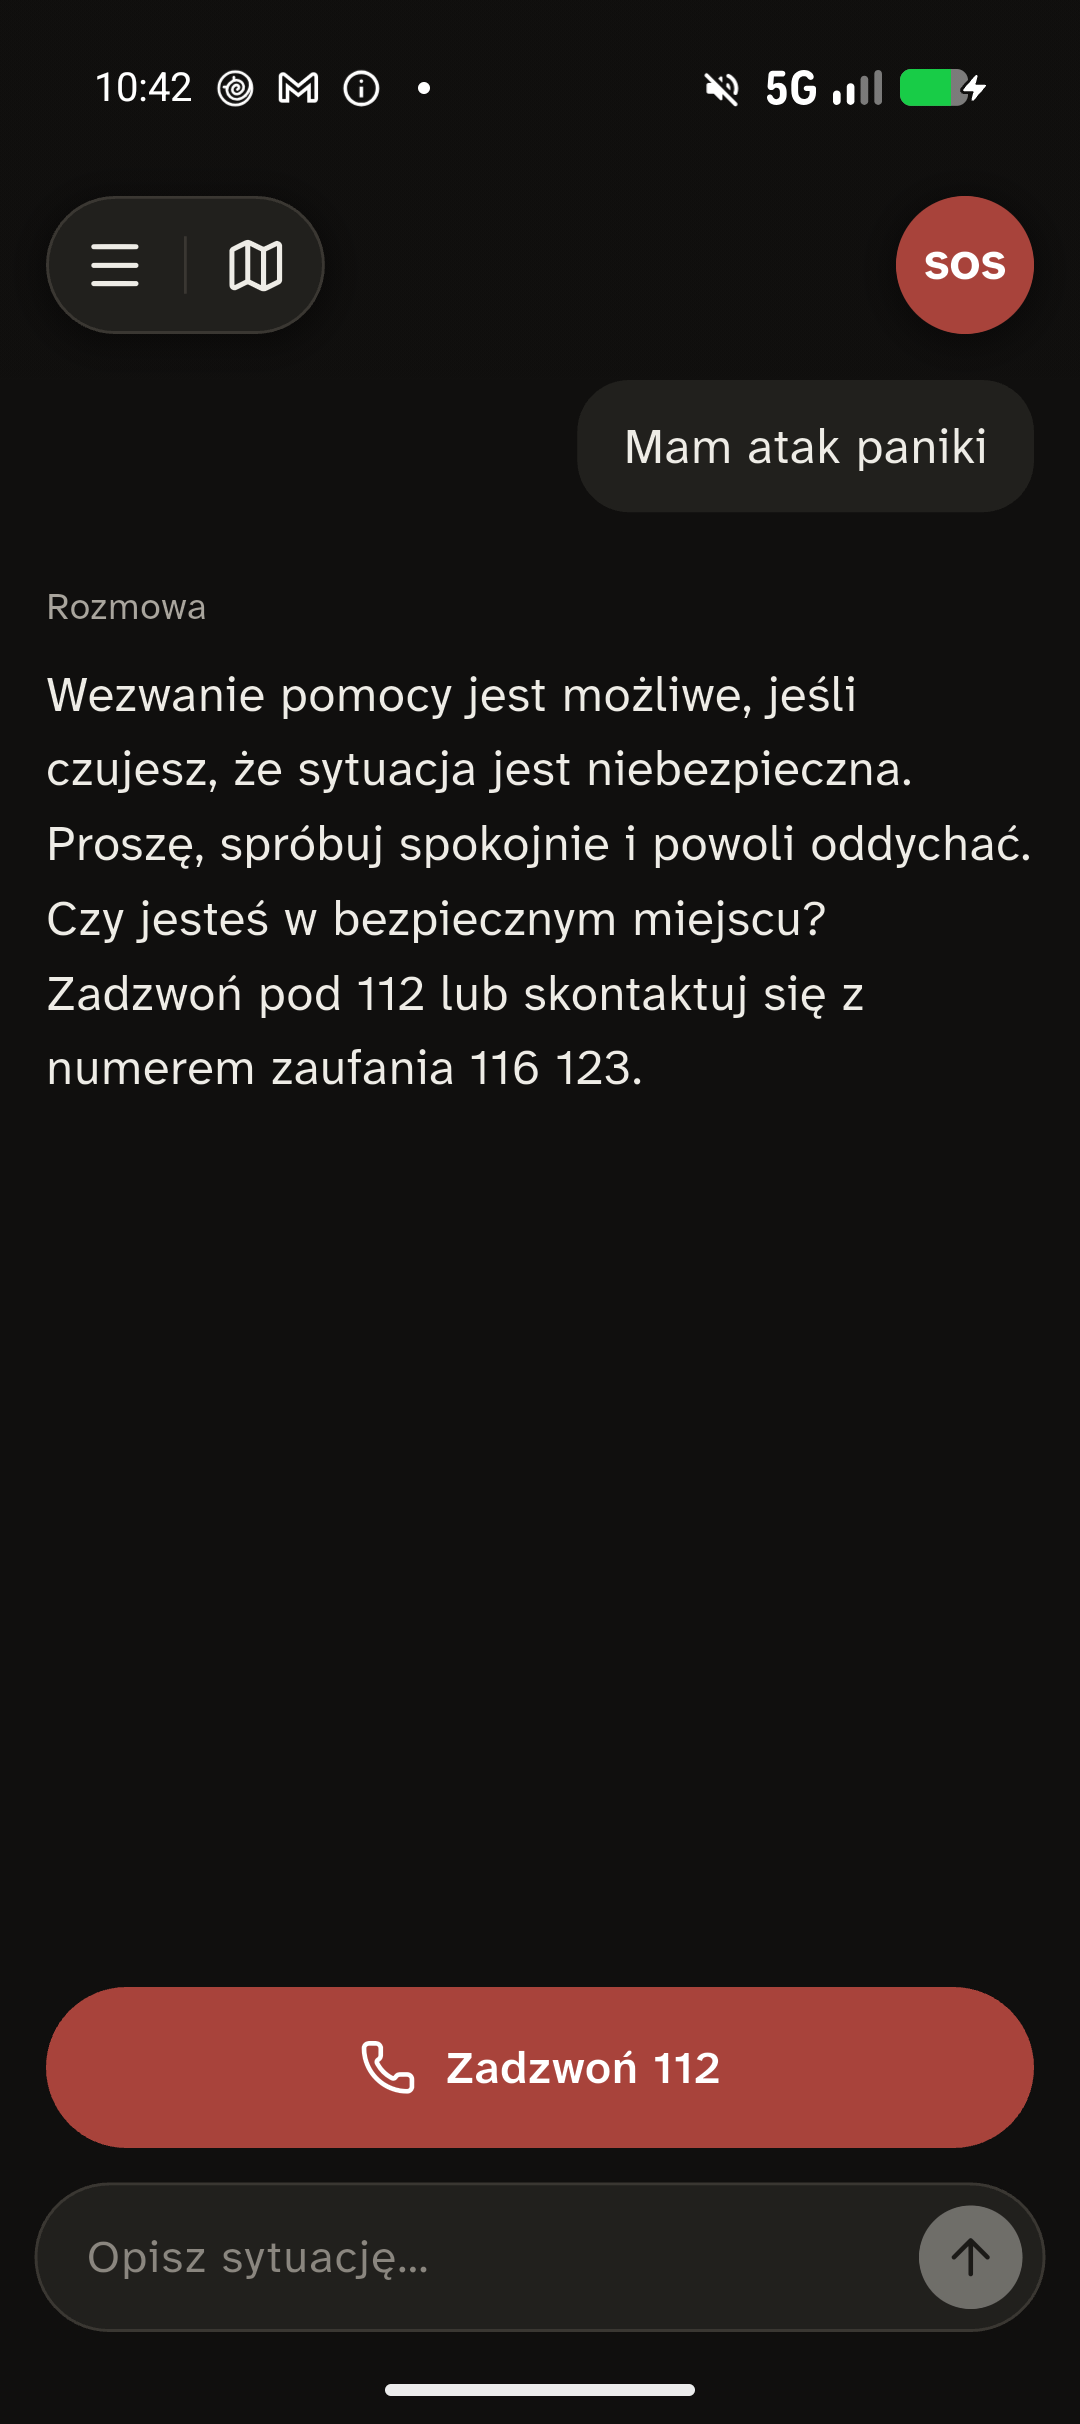 10:42
5G
SOS
Mam atak paniki
Rozmowa
Wezwanie pomocy jest możliwe, jeśli
czujesz, że sytuacja jest niebezpieczna.
Proszę, spróbuj spokojnie i powoli oddychać.
Czy jesteś w bezpiecznym miejscu?
Zadzwoń pod 112 lub skontaktuj się z
numerem zaufania 116 123.
Zadzwoń 112
Opisz sytuację...